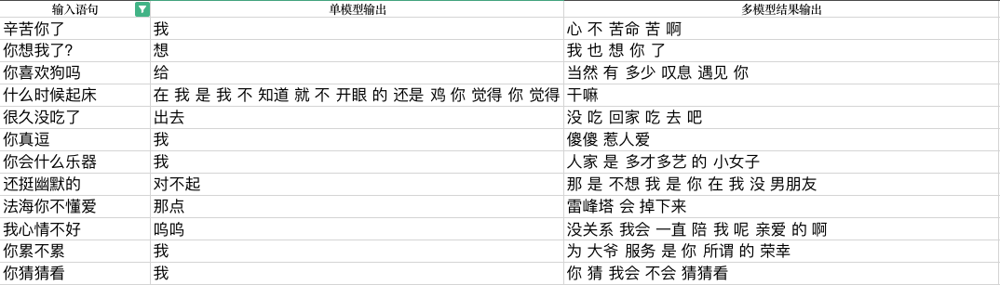 输入语句 单模型输出 多模型结果输出
辛苦你了 我 心 不 苦命 苦 啊
你想我了? 想 我 也 想 你 了
你喜欢狗吗 给 当然 有 多少 叹息 遇见 你
什么时候起床 在 我 是 我 不 知道 就 不 开眼 的 还是 鸡 你 觉得 你 觉得 干嘛
很久没吃了 出去 没 吃 回家 吃 去 吧
你真逗 我 傻傻 惹人爱
你会什么乐器 我 人家 是 多才多艺 的 小女子
还挺幽默的 对不起 那 是 不想 我 是 你 在 我 没 男朋友
法海你不懂爱 那点 雷峰塔 会 掉下来
我心情不好 呜呜 没关系 我会 一直 陪 我 呢 亲爱 的 啊
你累不累 我 为 大爷 服务 是 你 所谓 的 荣幸
你猜猜看 我 你 猜 我会 不会 猜猜看